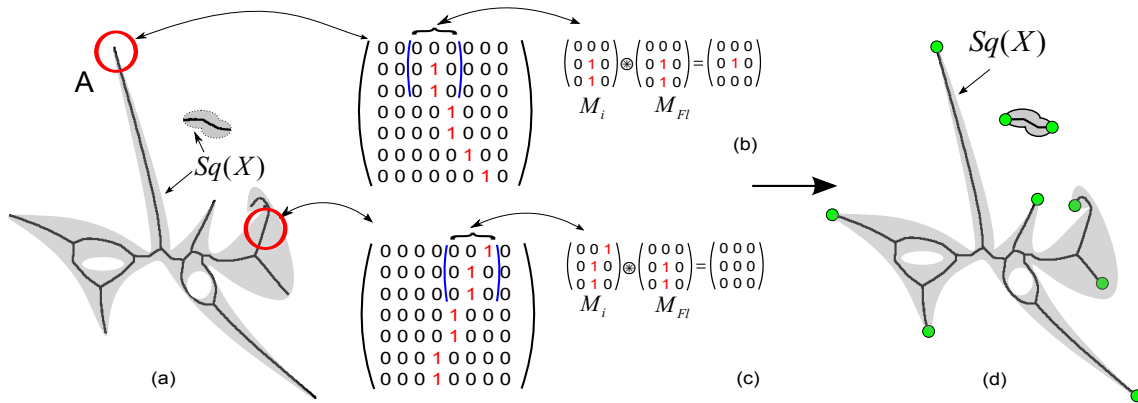 A
Sq(X)
(a)
0 0 0 0 0 0 0 0
0 0 0 1 0 0 0 0
0 0 0 1 0 0 0 0
0 0 0 0 1 0 0 0
0 0 0 0 1 0 0 0
0 0 0 0 0 1 0 0
0 0 0 0 0 0 1 0
0 0 0 0 0 0 0 0 0
0 1 0 ⊛ 0 1 0 = 0 1 0
0 1 0 0 1 0 0 0 0
M_i M_Fl
(b)
0 0 0 0 0 0 1 0
0 0 0 0 0 1 0 0
0 0 0 0 0 1 0 0
0 0 0 0 1 0 0 0
0 0 0 0 1 0 0 0
0 0 0 1 0 0 0 0
0 0 0 1 0 0 0 0
0 0 1 0 0 0 0 0 0
0 1 0 ⊛ 0 1 0 = 0 0 0
0 1 0 0 1 0 0 0 0
M_i M_Fl
(c)
Sq(X)
(d)